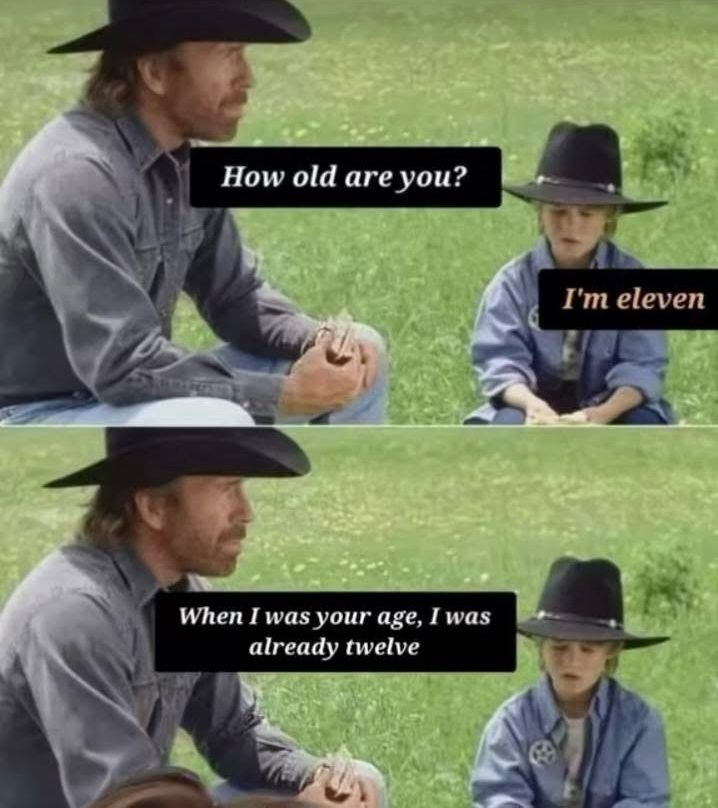 How old are you?
I'm eleven
When I was your age, I was
already twelve